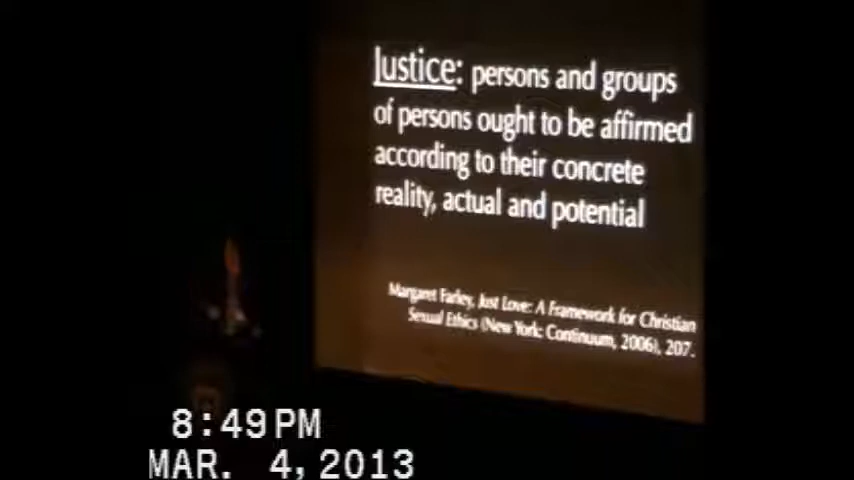 Justice: persons and groups
of persons ought to be affirmed
according to their concrete
reality, actual and potential
Margaret Farley, Just Love: A Framework for Christian
Sexual Ethics (New York: Continuum, 2006), 207.
8:49PM
MAR. 4, 2013